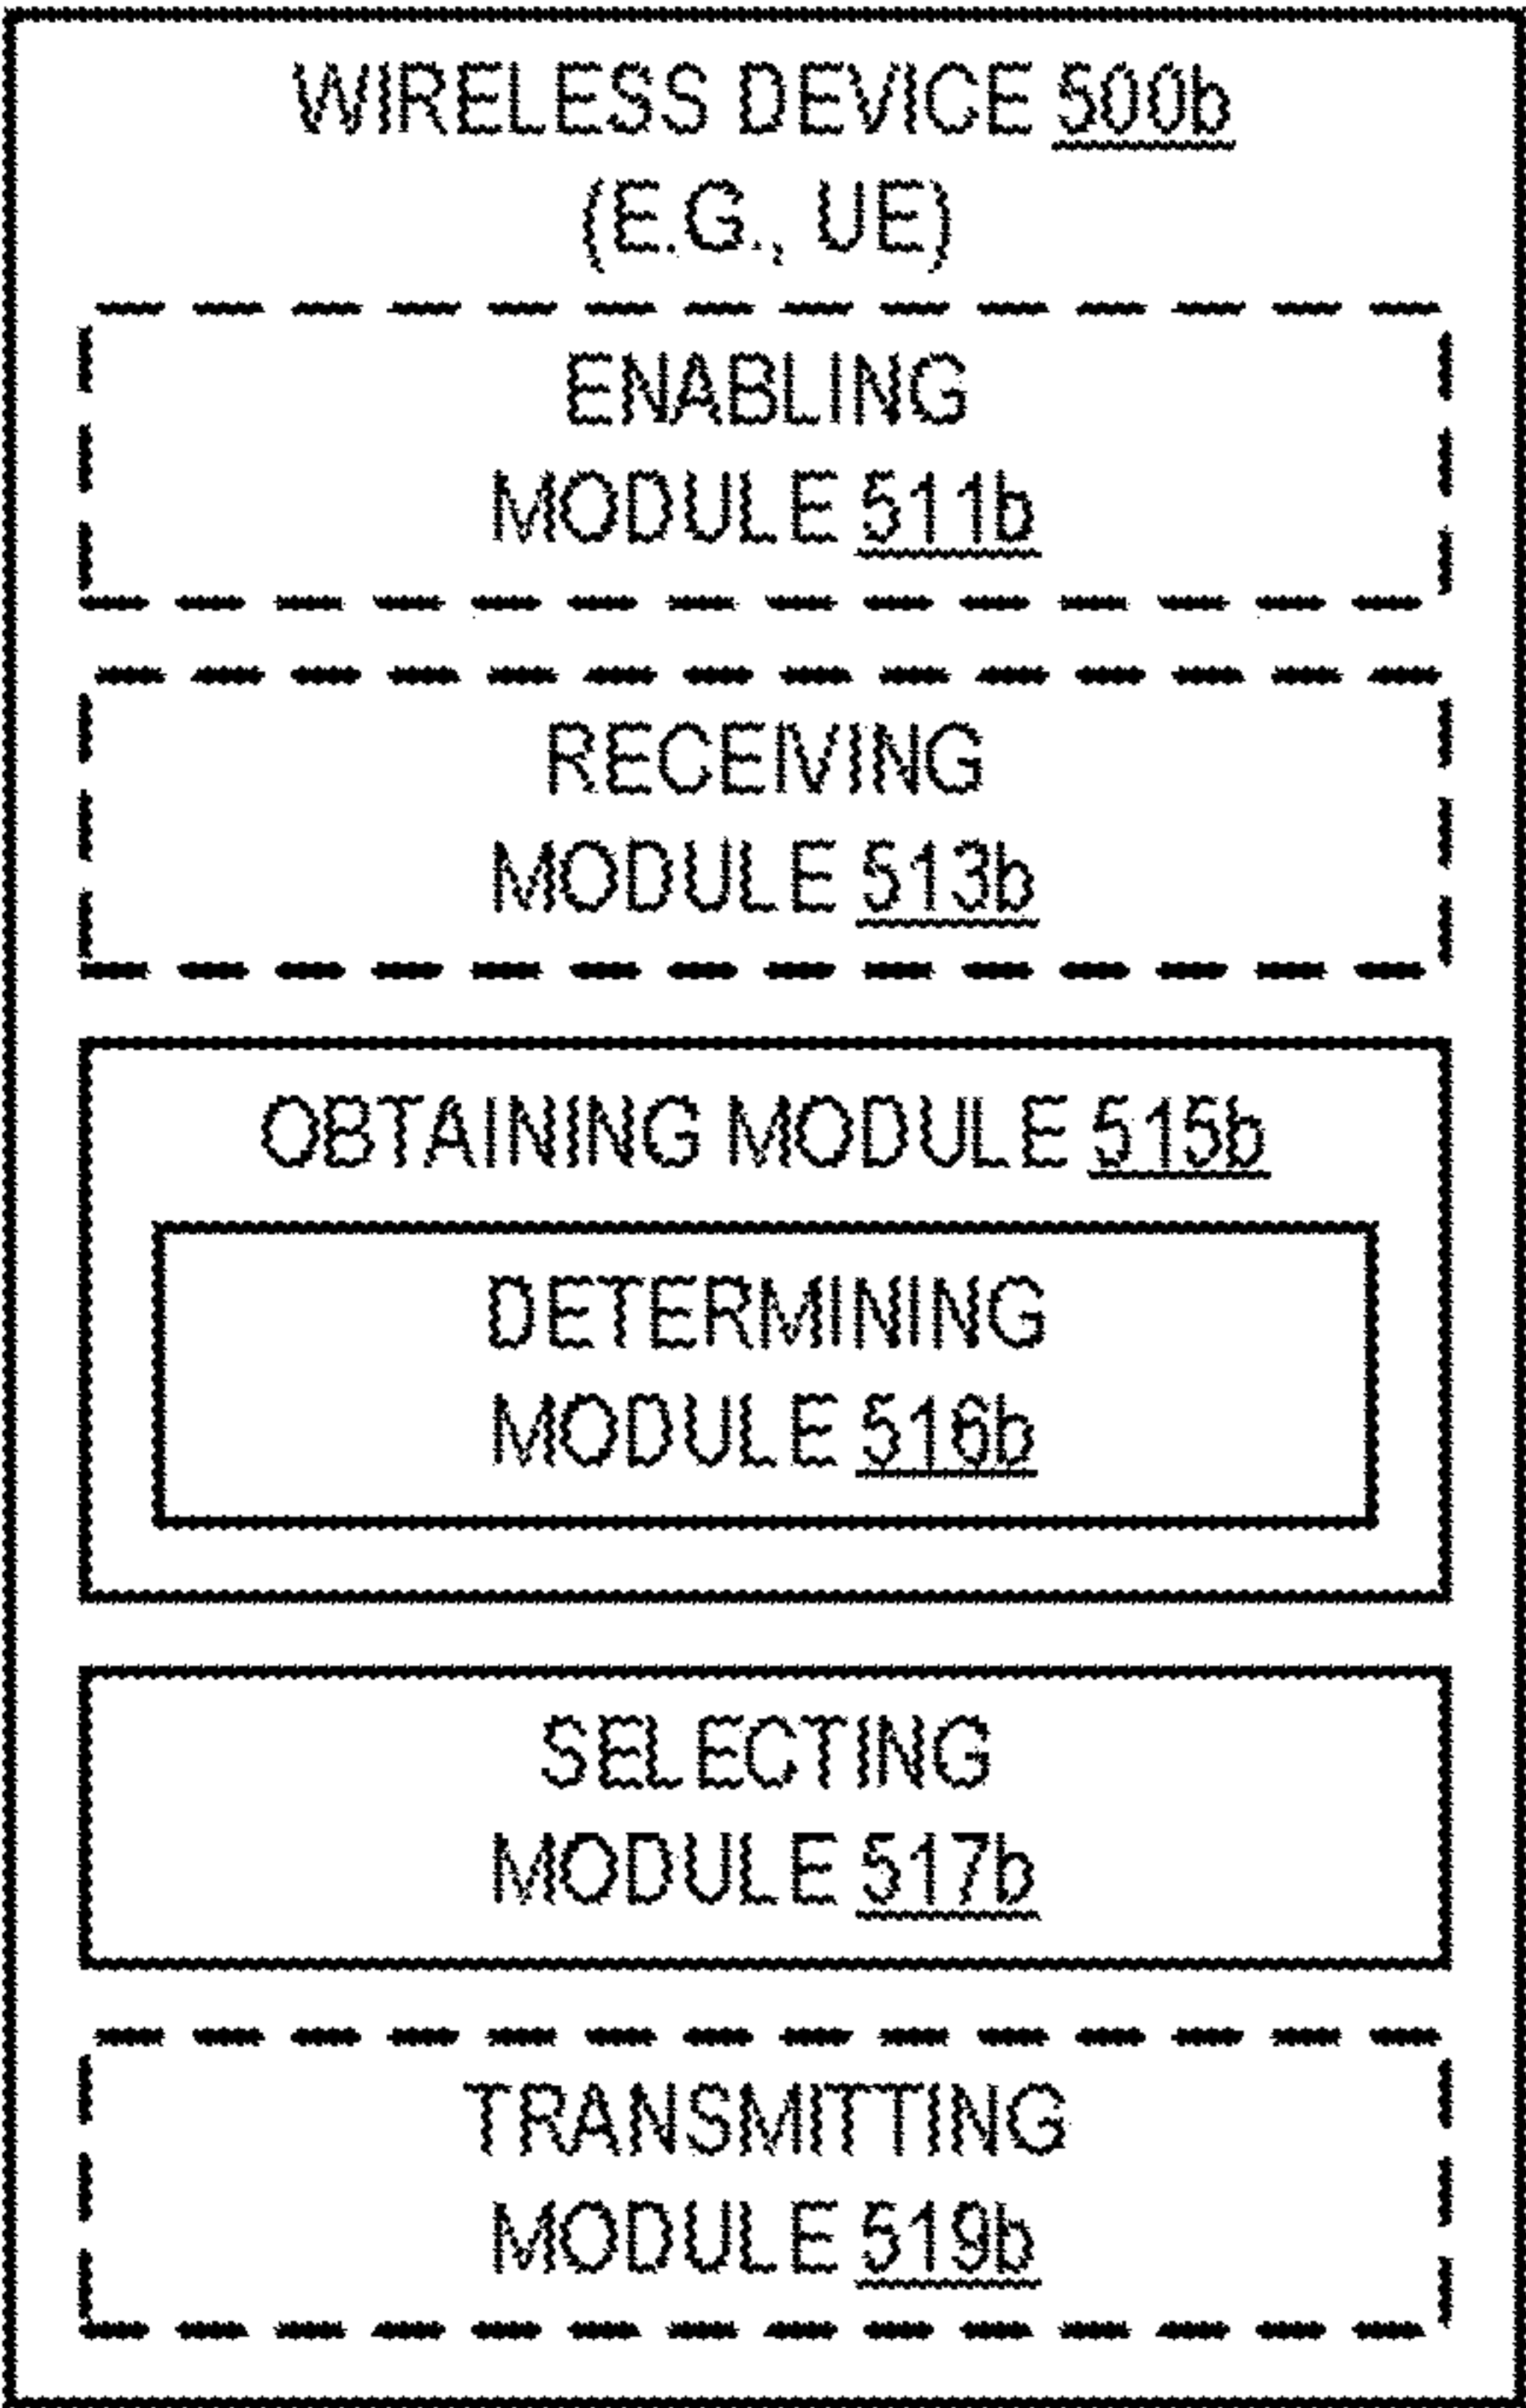 WIRELESS DEVICE 500b
(E.G., UE)
ENABLING
MODULE 511b
RECEIVING
MODULE 513b
OBTAINING MODULE 515b
DETERMINING
MODULE 516b
SELECTING
MODULE 517b
TRANSMITTING
MODULE 519b